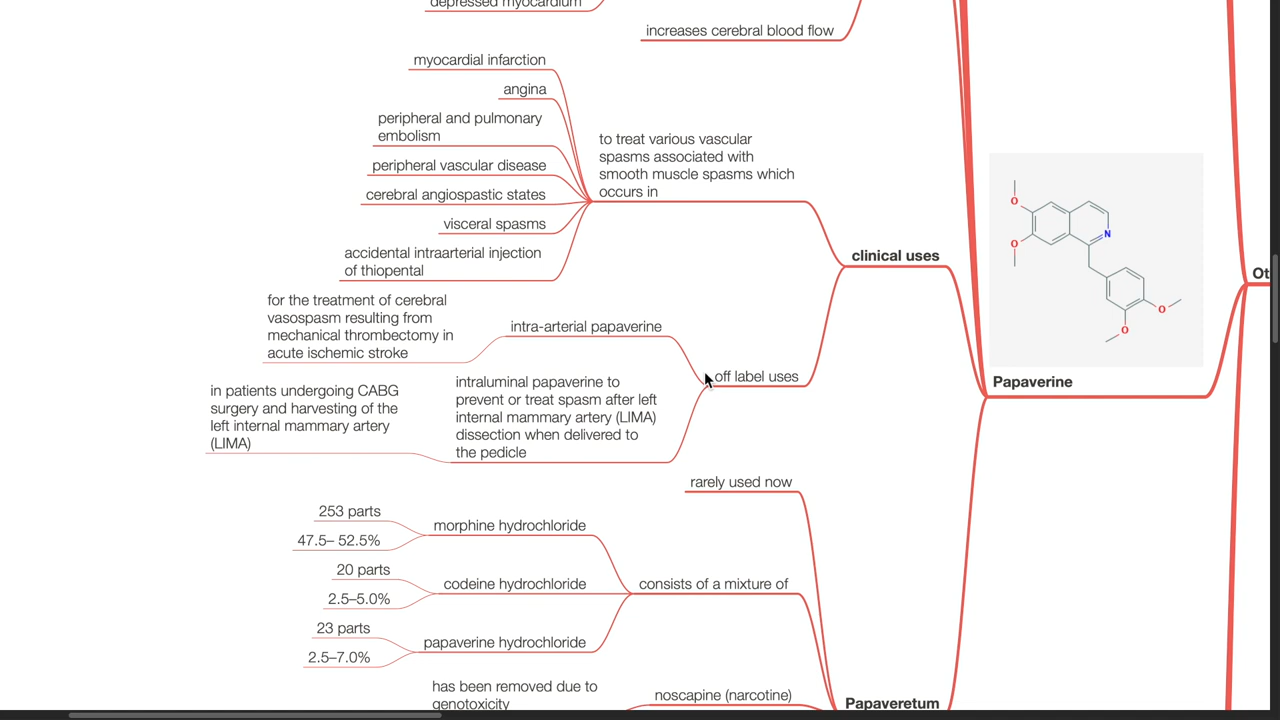 depressed myocardium
increases cerebral blood flow
myocardial infarction
angina
peripheral and pulmonary
embolism
peripheral vascular disease
cerebral angiospastic states
visceral spasms
accidental intraarterial injection
of thiopental
to treat various vascular
spasms associated with
smooth muscle spasms which
occurs in
clinical uses
for the treatment of cerebral
vasospasm resulting from
mechanical thrombectomy in
acute ischemic stroke
intra-arterial papaverine
off label uses
in patients undergoing CABG
surgery and harvesting of the
left internal mammary artery
(LIMA)
intraluminal papaverine to
prevent or treat spasm after left
internal mammary artery (LIMA)
dissection when delivered to
the pedicle
O
O
N
O
O
Papaverine
Ot
rarely used now
253 parts
47.5– 52.5%
morphine hydrochloride
20 parts
2.5–5.0%
codeine hydrochloride
consists of a mixture of
23 parts
2.5–7.0%
papaverine hydrochloride
has been removed due to
genotoxicity
noscapine (narcotine)
Papaveretum